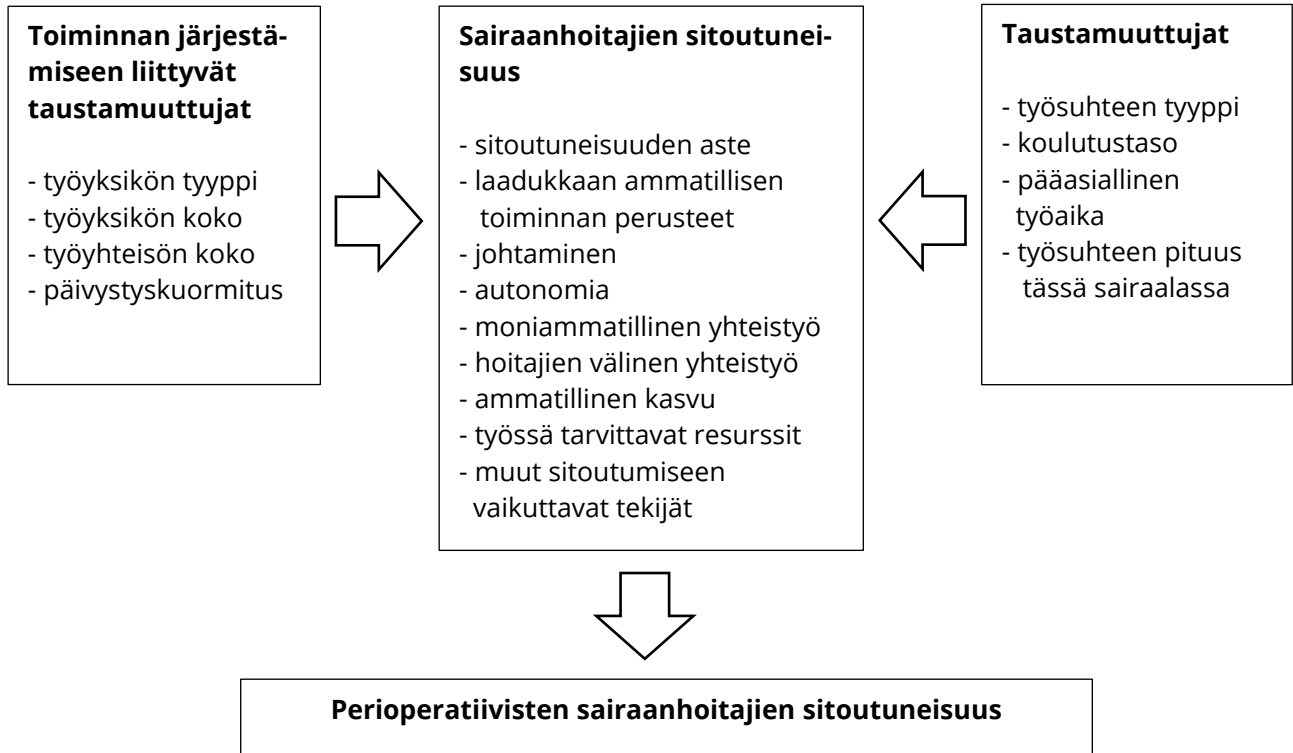 Toiminnan järjestä-
miseen liittyvät
taustamuuttujat
- työyksikön tyyppi
- työyksikön koko
- työyhteisön koko
- päivystyskuormitus
Sairaanhoitajien sitoutunei-
suus
- sitoutuneisuuden aste
- laadukkaan ammatillisen
toiminnan perusteet
- johtaminen
- autonomia
- moniammatillinen yhteistyö
- hoitajien välinen yhteistyö
- ammatillinen kasvu
- työssä tarvittavat resurssit
- muut sitoutumiseen
vaikuttavat tekijät
Taustamuuttujat
- työsuhteen tyyppi
- koulutustaso
- pääasiallinen
työaika
- työsuhteen pituus
tässä sairaalassa
Perioperatiivisten sairaanhoitajien sitoutuneisuus